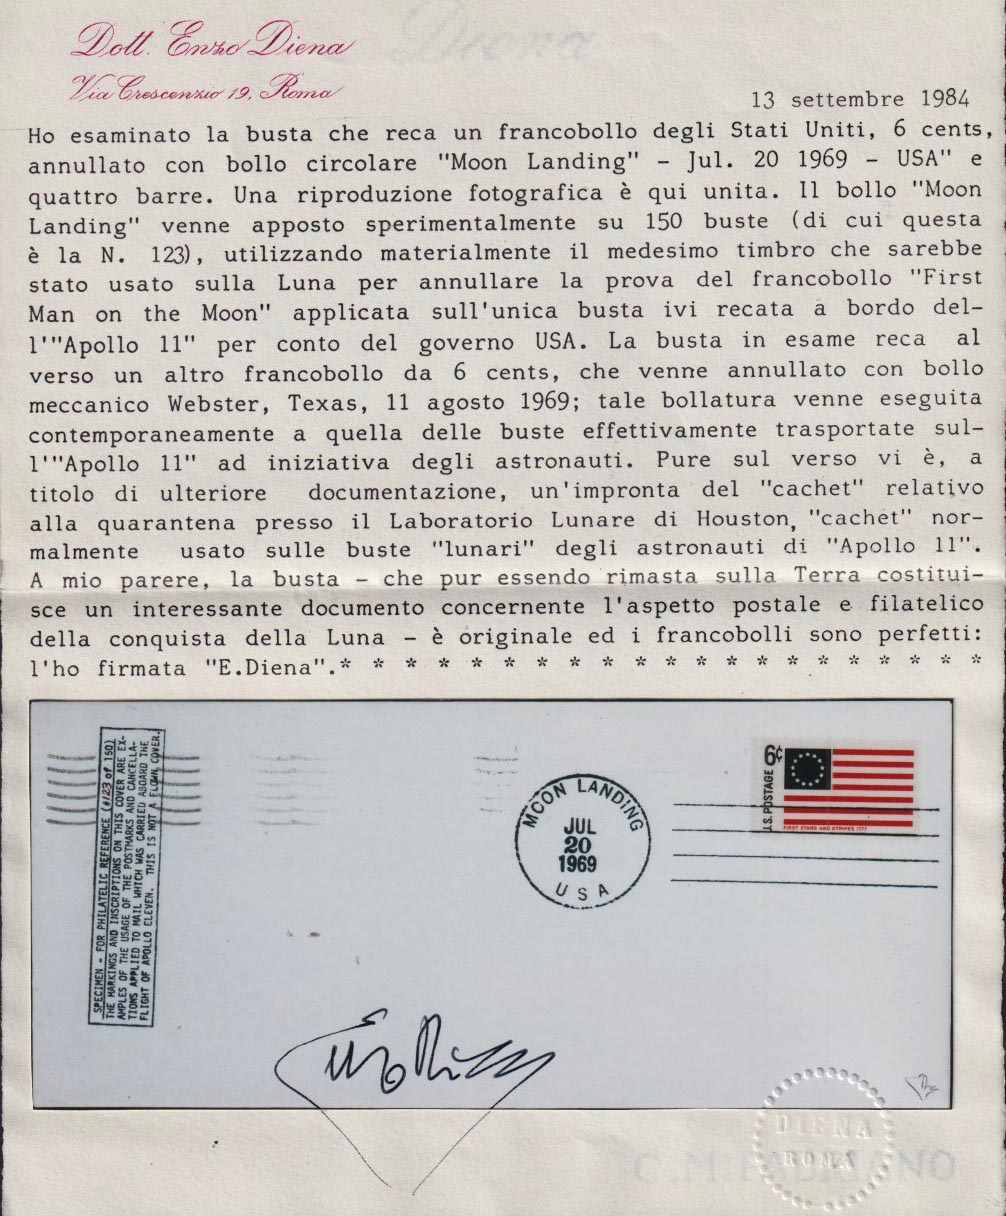 Dott. Enzo Diena
Via Crescenzio 19, Roma
13 settembre 1984
Ho esaminato la busta che reca un francobollo degli Stati Uniti, 6 cents,
annullato con bollo circolare "Moon Landing" - Jul. 20 1969 - USA" e
quattro barre. Una riproduzione fotografica è qui unita. Il bollo "Moon
Landing" venne apposto sperimentalmente su 150 buste (di cui questa
è la N. 123), utilizzando materialmente il medesimo timbro che sarebbe
stato usato sulla Luna per annullare la prova del francobollo "First
Man on the Moon" applicata sull'unica busta ivi recata a bordo del-
l'"Apollo 11" per conto del governo USA. La busta in esame reca al
verso un altro francobollo da 6 cents, che venne annullato con bollo
meccanico Webster, Texas, 11 agosto 1969; tale bollatura venne eseguita
contemporaneamente a quella delle buste effettivamente trasportate sul-
l'"Apollo 11" ad iniziativa degli astronauti. Pure sul verso vi è, a
titolo di ulteriore documentazione, un'impronta del "cachet" relativo
alla quarantena presso il Laboratorio Lunare di Houston, "cachet" nor-
malmente usato sulle buste "lunari" degli astronauti di "Apollo 11".
A mio parere, la busta - che pur essendo rimasta sulla Terra costitui-
sce un interessante documento concernente l'aspetto postale e filatelico
della conquista della Luna - è originale ed i francobolli sono perfetti:
l'ho firmata "E.Diena".* * * * * * * * * * * * * * * * * * * * *
SPECIMEN - FOR PHILATELIC REFERENCE (#123 of 150)
THE MARKINGS AND INSCRIPTIONS ON THIS COVER ARE EX-
AMPLES OF THE USAGE OF THE POSTMARKS AND CANCELLA-
TIONS APPLIED TO MAIL WHICH WAS CARRIED ABOARD THE
FLIGHT OF APOLLO ELEVEN. THIS IS NOT A FLOWN COVER.
MOON LANDING
JUL
20
1969
USA
6¢
U.S. POSTAGE
FIRST STARS AND STRIPES 1777
DIENA
ROMA
C.M.FABRIANO